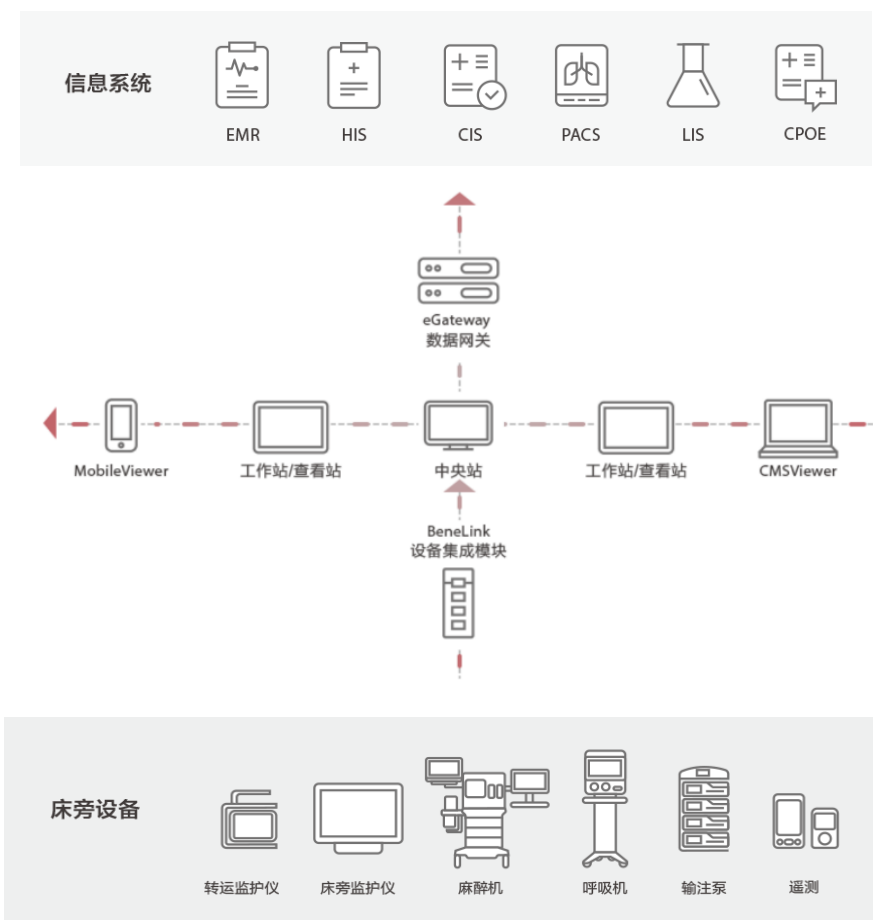 信息系统
EMR
HIS
CIS
PACS
LIS
CPOE
eGateway
数据网关
MobileViewer
工作站/查看站
中央站
工作站/查看站
CMSViewer
BeneLink
设备集成模块
床旁设备
转运监护仪
床旁监护仪
麻醉机
呼吸机
输注泵
遥测